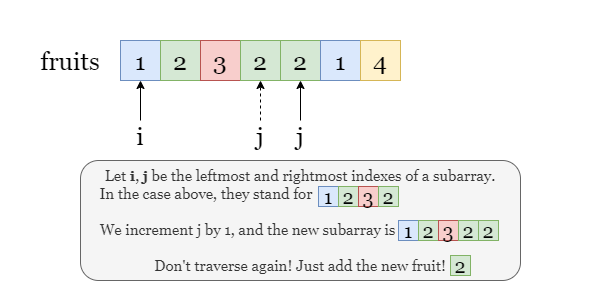 fruits 1 2 3 2 2 1 4
i j j
Let i, j be the leftmost and rightmost indexes of a subarray.
In the case above, they stand for 1 2 3 2
We increment j by 1, and the new subarray is 1 2 3 2 2
Don't traverse again! Just add the new fruit! 2